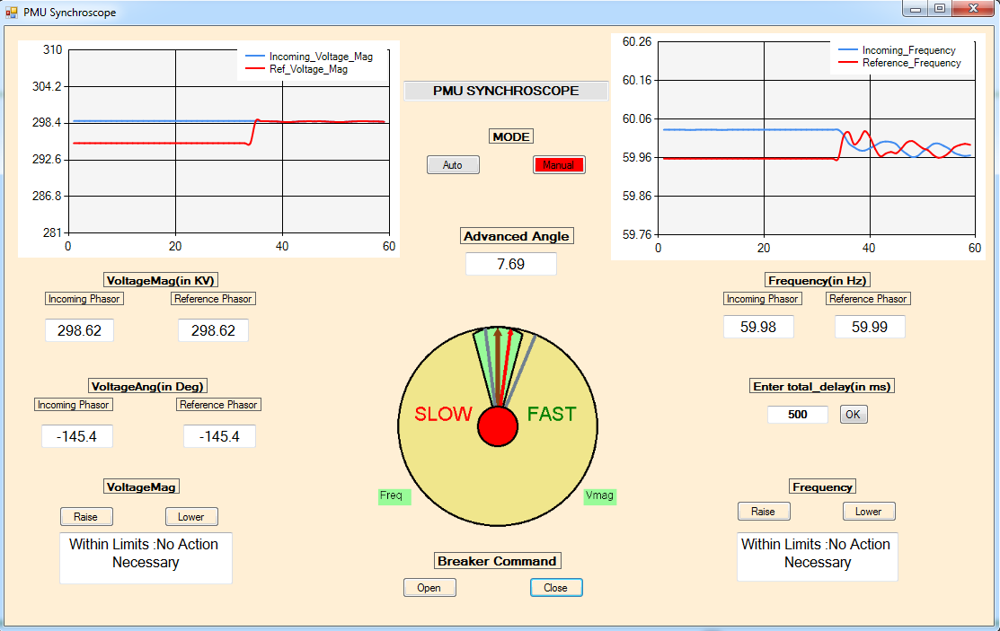 PMU Synchroscope
310
304.2
298.4
292.6
286.8
281
0
20
40
60
Incoming_Voltage_Mag
Ref_Voltage_Mag
PMU SYNCHROSCOPE
MODE
Auto
Manual
Advanced Angle
7.69
60.26
60.16
60.06
59.96
59.86
59.76
0
20
40
60
Incoming_Frequency
Reference_Frequency
VoltageMag(in KV)
Incoming Phasor
Reference Phasor
298.62
298.62
VoltageAng(in Deg)
Incoming Phasor
Reference Phasor
-145.4
-145.4
VoltageMag
Raise
Lower
Within Limits :No Action
Necessary
SLOW
FAST
Freq
Vmag
Breaker Command
Open
Close
Frequency(in Hz)
Incoming Phasor
Reference Phasor
59.98
59.99
Enter total_delay(in ms)
500
OK
Frequency
Raise
Lower
Within Limits :No Action
Necessary